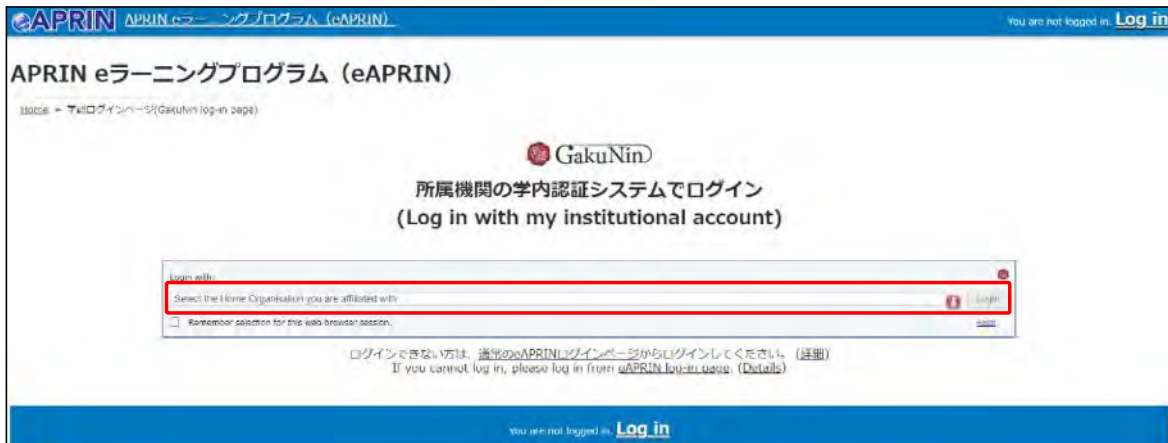 APRIN APRIN eラーニングプログラム（eAPRIN） You are not logged in. Log in
APRIN eラーニングプログラム（eAPRIN）
Home 学認ログインページ(GakuNin log-in page)
GakuNin
所属機関の学内認証システムでログイン
(Log in with my institutional account)
Login with:
Select the Home Organisation you are affiliated with Login
Remember selection for this web browser session.
ログインできない方は、通常のeAPRINログインページからログインしてください。（詳細）
If you cannot log in, please log in from eAPRIN log-in page. (Details)
You are not logged in. Log in